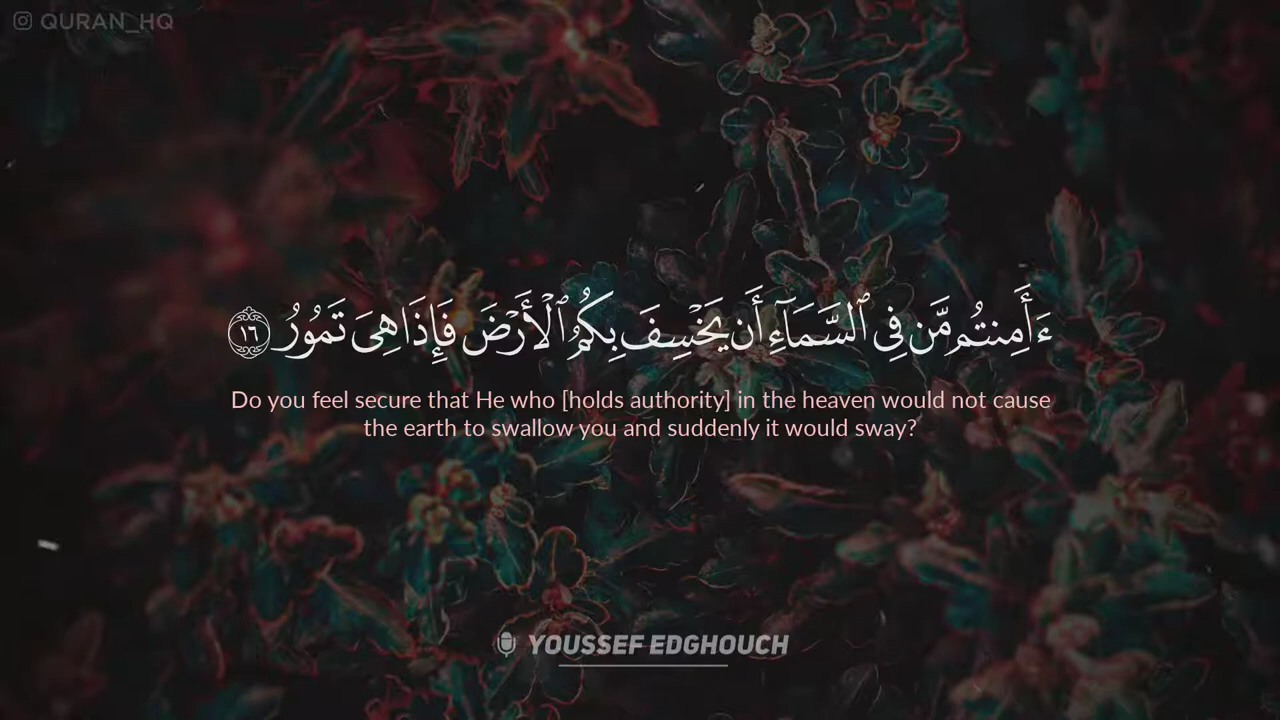 QURAN_HQ
ءَأَمِنتُم مَّن فِى ٱلسَّمَآءِ أَن يَخْسِفَ بِكُمُ ٱلْأَرْضَ فَإِذَا هِىَ تَمُورُ ١٦
Do you feel secure that He who [holds authority] in the heaven would not cause
the earth to swallow you and suddenly it would sway?
YOUSSEF EDGHOUCH